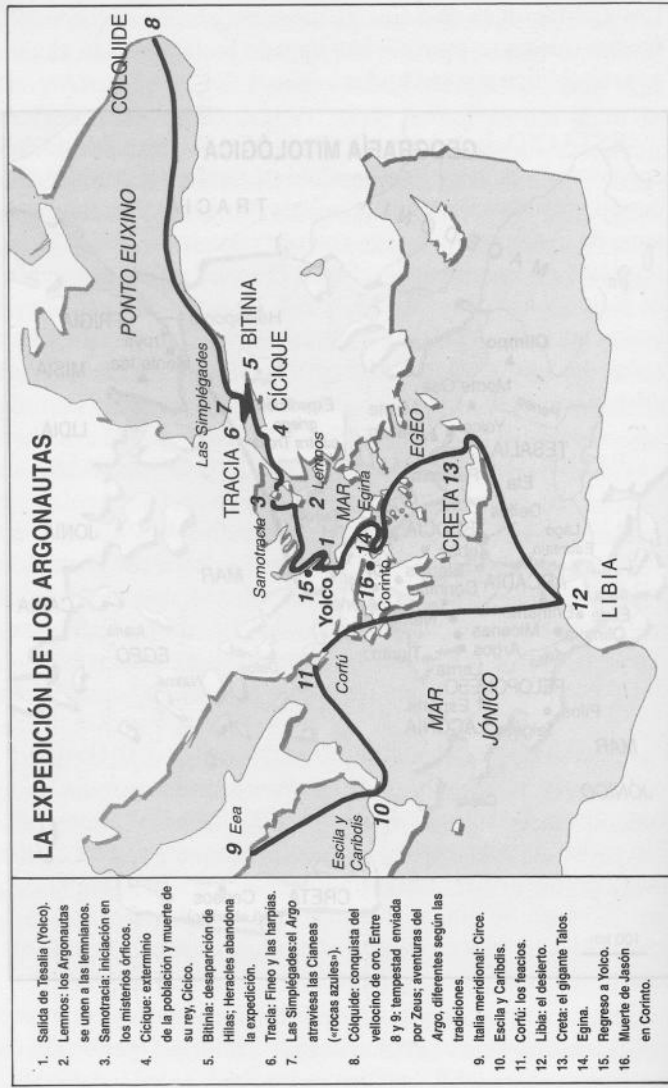 LA EXPEDICIÓN DE LOS ARGONAUTAS
1. Salida de Tesalia (Yolco).
2. Lemnos: los Argonautas
se unen a las lemnianas.
3. Samotracia: iniciación en
los misterios órficos.
4. Cícique: exterminio
de la población y muerte de
su rey, Cícico.
5. Bitinia: desaparición de
Hilas; Heracles abandona
la expedición.
6. Tracia: Fineo y las harpías.
7. Las Simplégades:el Argo
atraviesa las Cianeas
(«rocas azules»).
8. Cólquide: conquista del
vellocino de oro. Entre
8 y 9: tempestad enviada
por Zeus; aventuras del
Argo, diferentes según las
tradiciones.
9. Italia meridional: Circe.
10. Escila y Caribdis.
11. Corfú: los feacios.
12. Libia: el desierto.
13. Creta: el gigante Talos.
14. Egina.
15. Regreso a Yolco.
16. Muerte de Jasón
en Corinto.
CÓLQUIDE
8
PONTO EUXINO
Las Simplégades
7
TRACIA 6
5 BITINIA
CÍCIQUE
Samotracia
3
2 Lemnos
15
Yolco
1
MAR
EGEO
Egina
14
16
Corinto
CRETA 13
9 Eea
11
Corfú
Escila y
Caribdis
10
MAR
JÓNICO
12
LIBIA